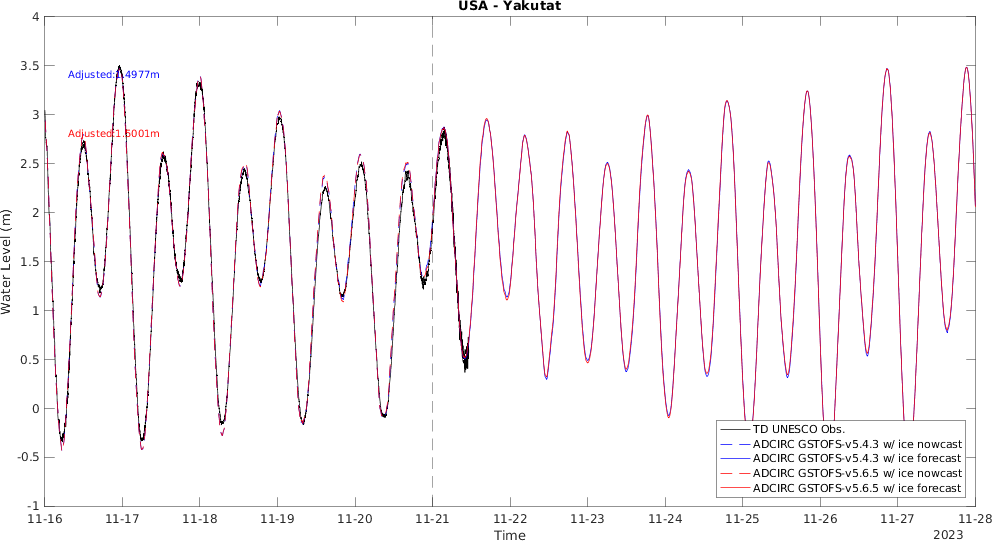 USA - Yakutat
4
3.5
3
2.5
2
1.5
1
0.5
0
-0.5
-1
Water Level (m)
Adjusted:1.4977m
Adjusted:1.5001m
TD UNESCO Obs.
ADCIRC GSTOFS-v5.4.3 w/ ice nowcast
ADCIRC GSTOFS-v5.4.3 w/ ice forecast
ADCIRC GSTOFS-v5.6.5 w/ ice nowcast
ADCIRC GSTOFS-v5.6.5 w/ ice forecast
11-16 11-17 11-18 11-19 11-20 11-21 11-22 11-23 11-24 11-25 11-26 11-27 11-28
Time
2023